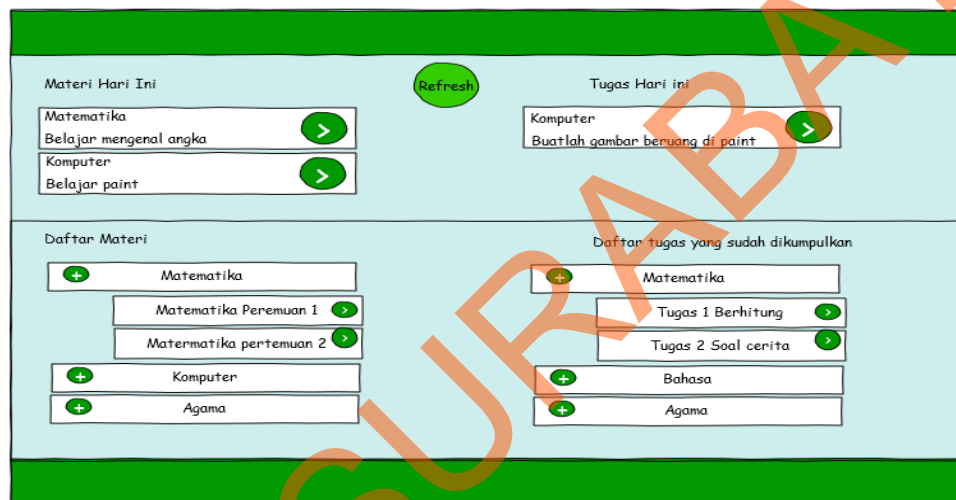 Materi Hari Ini
Refresh
Tugas Hari ini
Matematika
Belajar mengenal angka
Komputer
Belajar paint
Komputer
Buatlah gambar beruang di paint
Daftar Materi
Matematika
Matematika Peremuan 1
Matermatika pertemuan 2
Komputer
Agama
Daftar tugas yang sudah dikumpulkan
Matematika
Tugas 1 Berhitung
Tugas 2 Soal cerita
Bahasa
Agama
SURABA